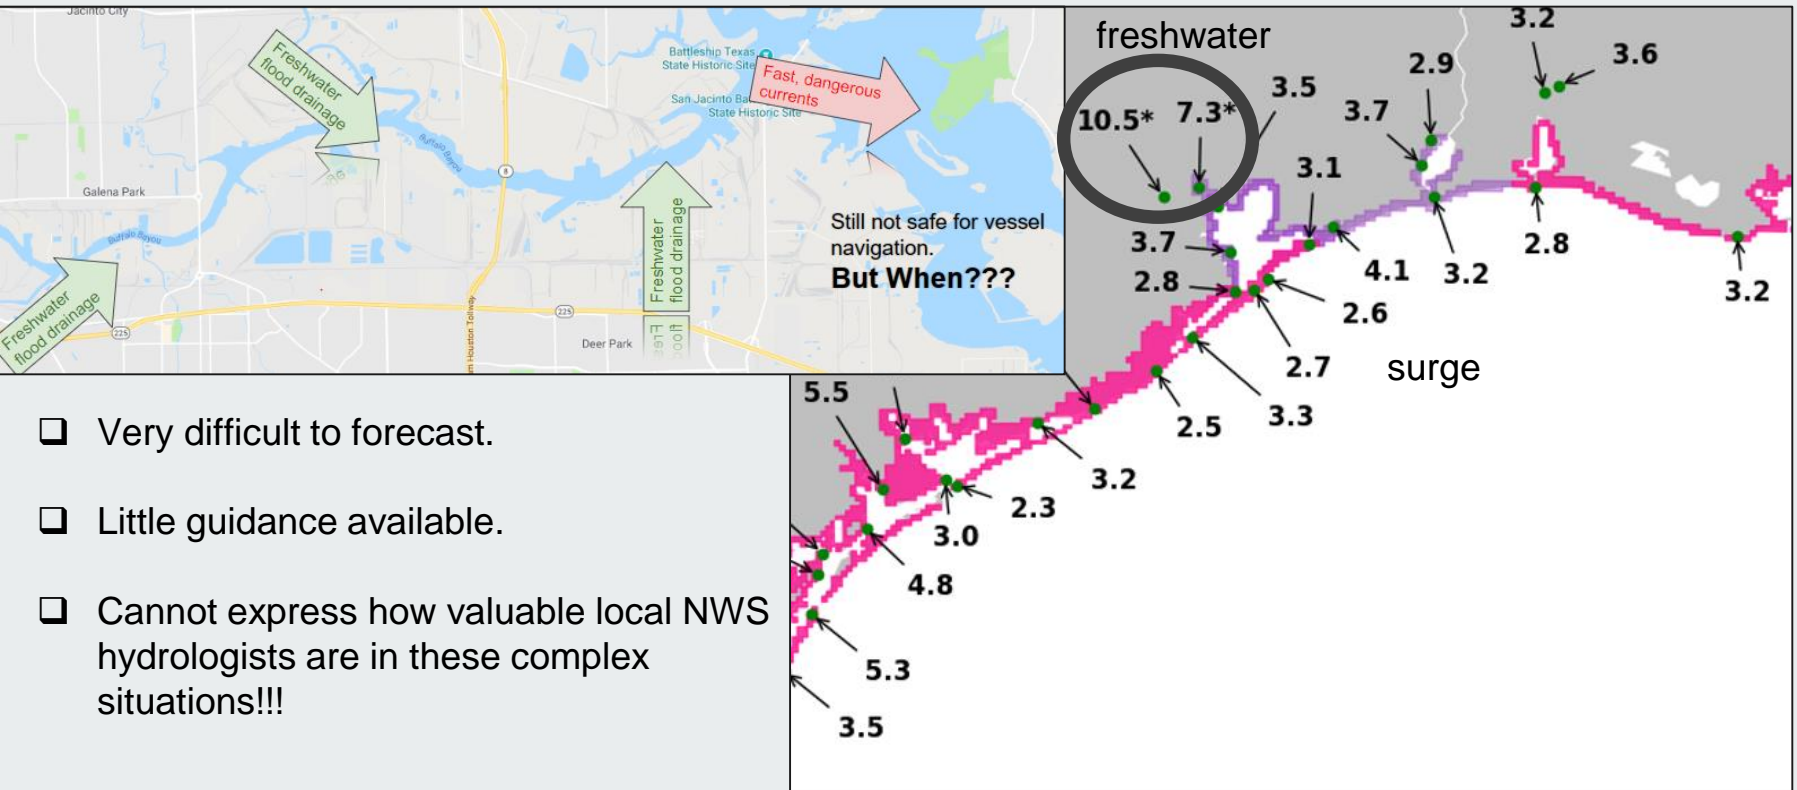 Jacinto City
Freshwater
flood drainage
Battleship Texas
State Historic Site
Fast, dangerous
currents
San Jacinto Ba
State Historic Site
Buffalo Bayou
8
Galena Park
Freshwater
flood drainage
Still not safe for vessel
navigation.
But When???
Buffalo Bayou
Freshwater
flood drainage
225
225
Deer Park
m Houston Tollway
freshwater
10.5*
7.3*
3.5
3.7
2.9
3.2
3.6
3.1
3.7
2.8
4.1
3.2
2.8
3.2
2.6
2.7
surge
3.3
2.5
5.5
3.2
2.3
3.0
4.8
5.3
3.5
❑ Very difficult to forecast.
❑ Little guidance available.
❑ Cannot express how valuable local NWS
hydrologists are in these complex
situations!!!